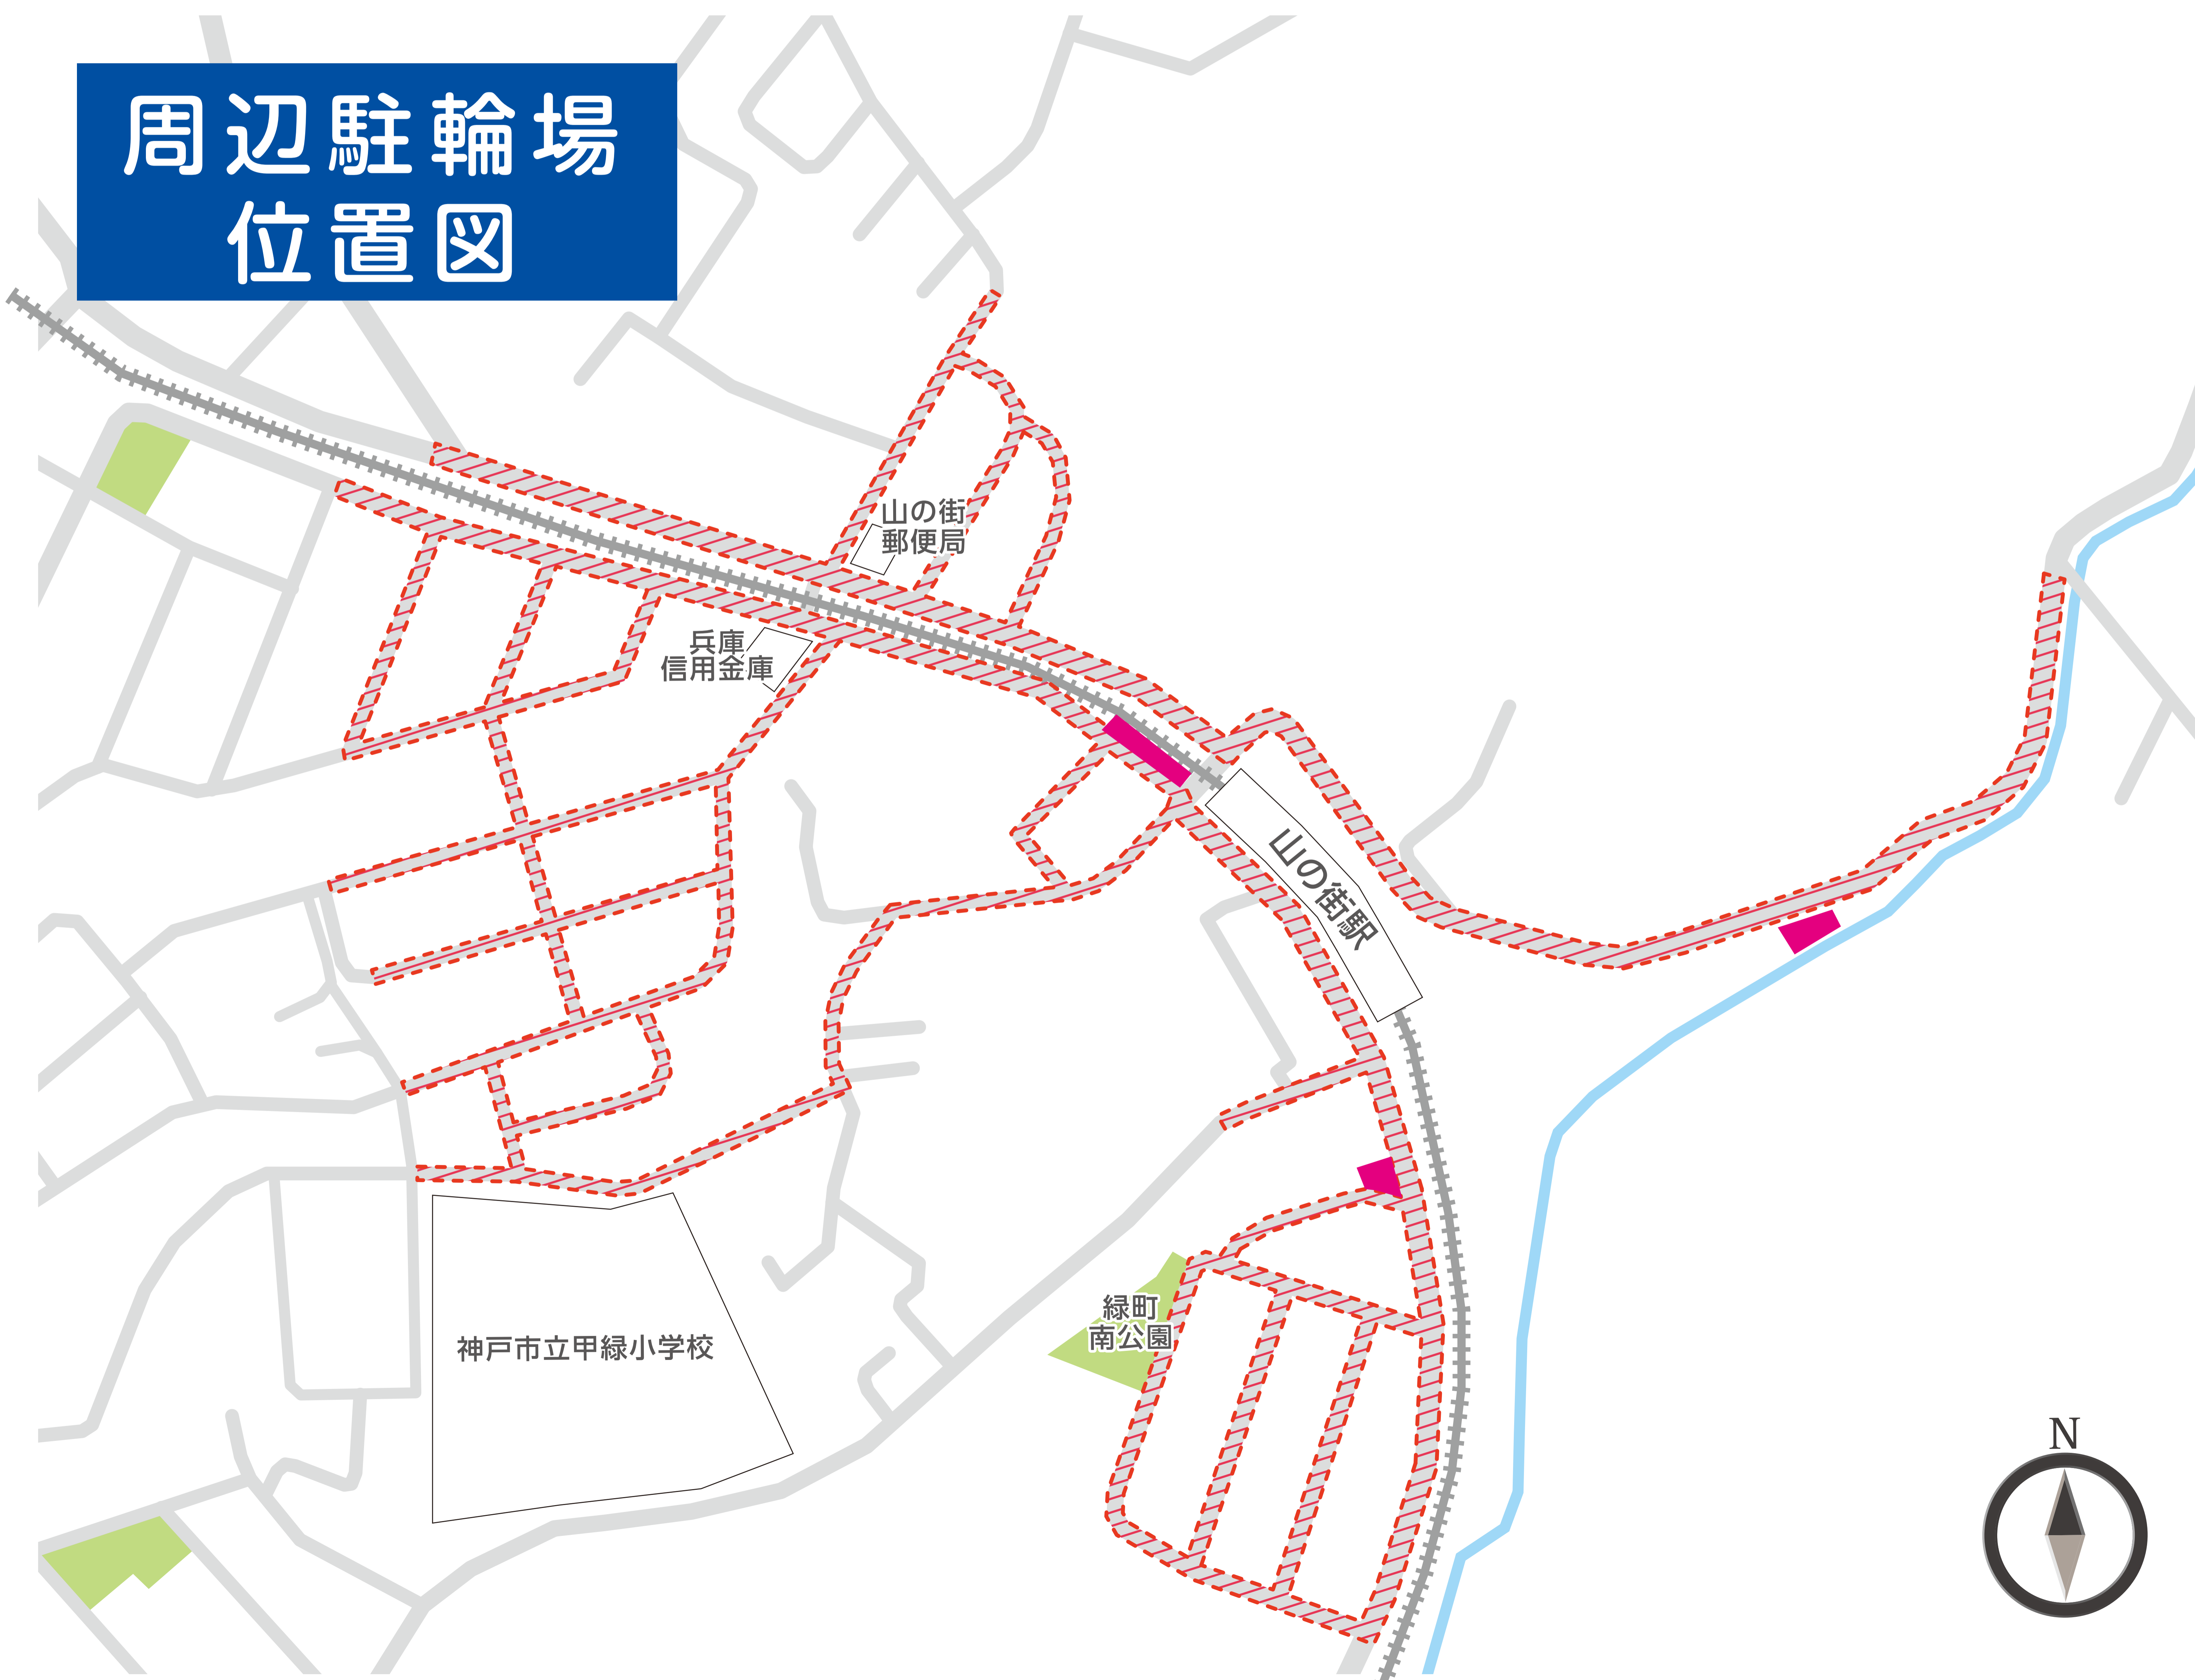 周辺駐輪場
位置図
山の街
郵便局
兵庫
信用金庫
山の街駅
緑町
南公園
神戸市立甲緑小学校
N